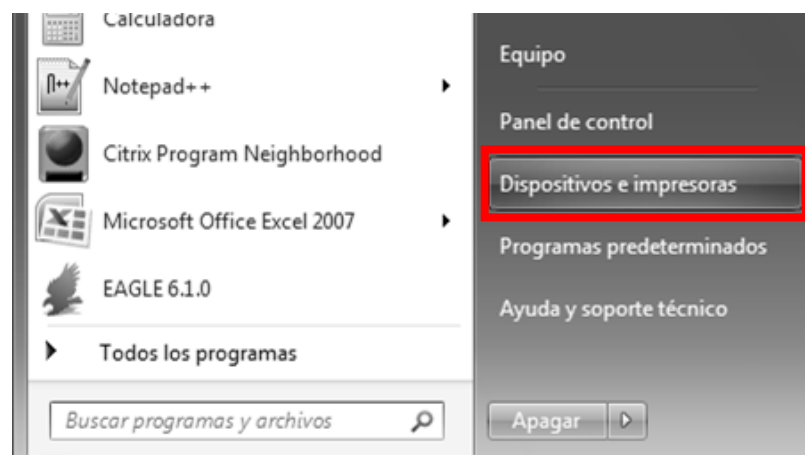 Calculadora
Notepad++
Citrix Program Neighborhood
Microsoft Office Excel 2007
EAGLE 6.1.0
Todos los programas
Buscar programas y archivos
Equipo
Panel de control
Dispositivos e impresoras
Programas predeterminados
Ayuda y soporte técnico
Apagar